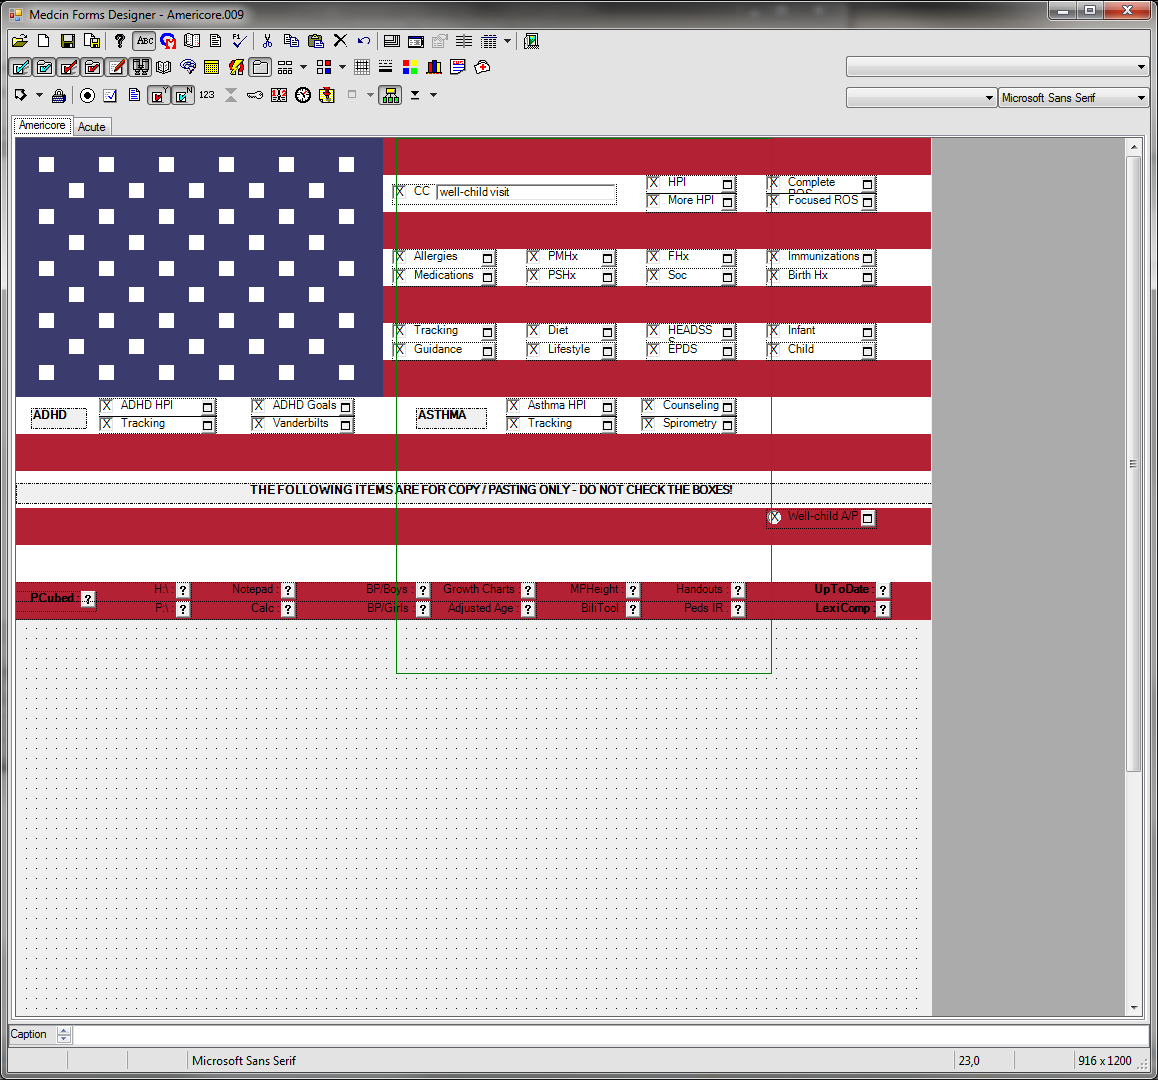 Medcin Forms Designer - Americore.009
ABC F1
Y N 123 Microsoft Sans Serif
Americore Acute
CC well-child visit HPI Complete ROS
More HPI Focused ROS
Allergies PMHx FHx Immunizations
Medications PSHx Soc Birth Hx
Tracking Diet HEADSS S Infant
Guidance Lifestyle EPDS Child
ADHD ADHD HPI ADHD Goals ASTHMA Asthma HPI Counseling
Tracking Vanderbilts Tracking Spirometry
THE FOLLOWING ITEMS ARE FOR COPY / PASTING ONLY - DO NOT CHECK THE BOXES!
Well-child A/P
PCubed : ? H:\ : ? Notepad : ? BP/Boys : ? Growth Charts ? MPHeight : ? Handouts : ? UpToDate : ?
P:\ : ? Calc : ? BP/Girls : ? Adjusted Age : ? BiliTool : ? Peds IR : ? LexiComp : ?
Caption
Microsoft Sans Serif 23,0 916 x 1200